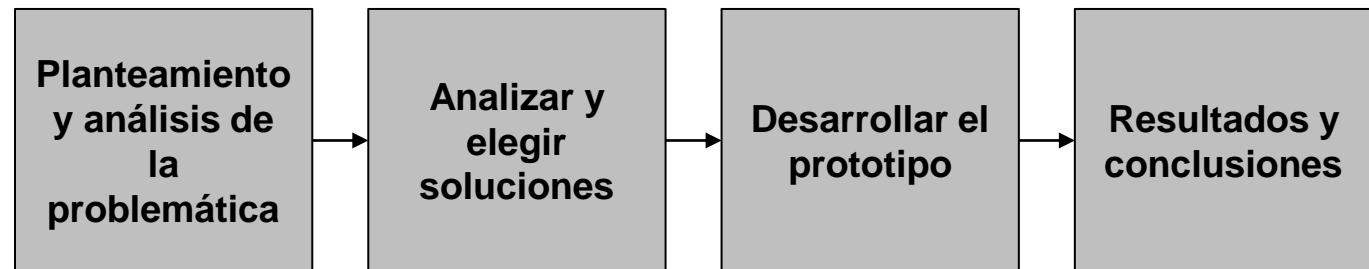 Planteamiento
y análisis de
la
problemática
Analizar y
elegir
soluciones
Desarrollar el
prototipo
Resultados y
conclusiones